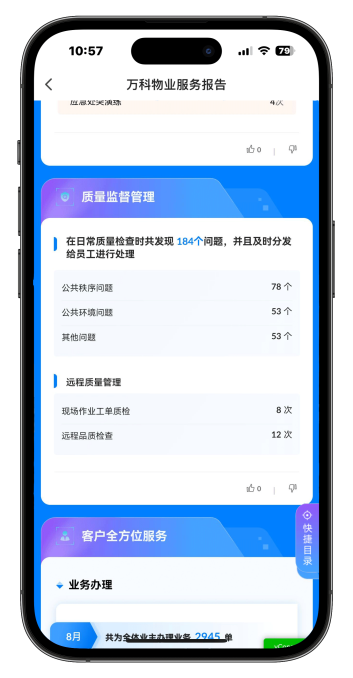 10:57
79
万科物业服务报告
应急处突演练 4次
0
质量监督管理
在日常质量检查时共发现 184个问题，并且及时分发
给员工进行处理
公共秩序问题 78 个
公共环境问题 53 个
其他问题 53 个
远程质量管理
现场作业工单质检 8 次
远程品质检查 12 次
0
快捷目录
客户全方位服务
业务办理
8月 共为全体业主办理业务 2945 单